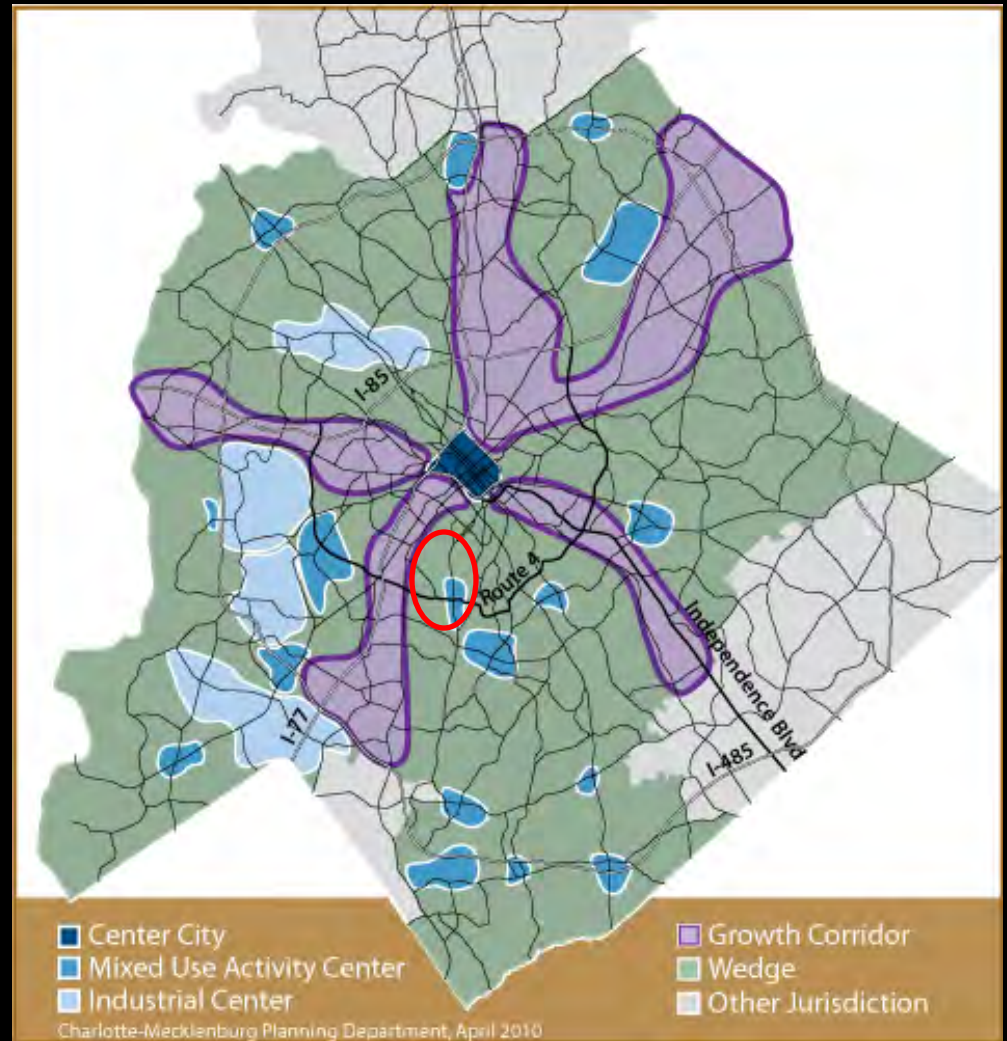 I-85
Route 4
Independence Blvd
I-77
I-485
Center City
Mixed Use Activity Center
Industrial Center
Growth Corridor
Wedge
Other Jurisdiction
Charlotte-Mecklenburg Planning Department, April 2010